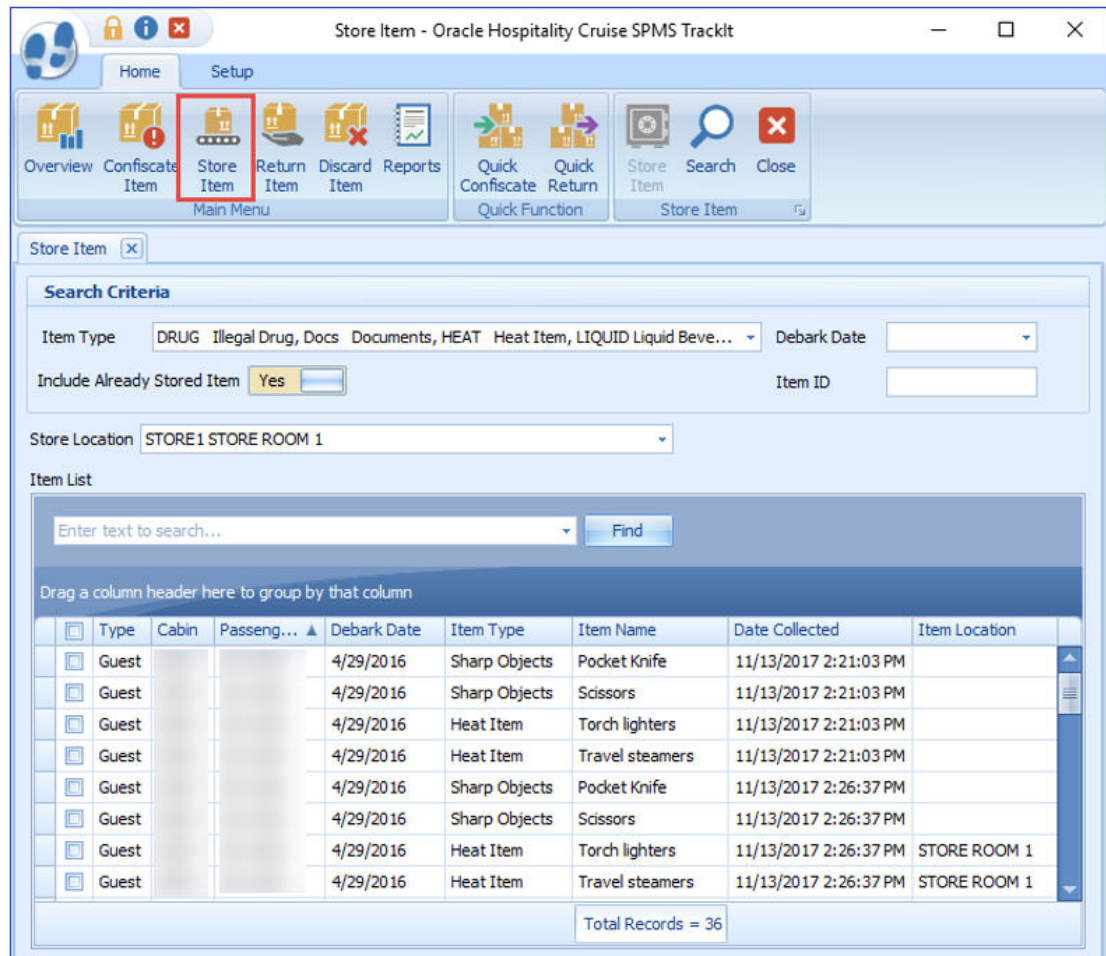 Store Item - Oracle Hospitality Cruise SPMS TrackIt
Home Setup
Overview Confiscate Item Store Item Return Item Discard Item Reports Quick Confiscate Quick Return Store Item Search Close
Main Menu Quick Function Store Item
Store Item
Search Criteria
Item Type DRUG Illegal Drug, Docs Documents, HEAT Heat Item, LIQUID Liquid Beve... Debark Date
Include Already Stored Item Yes Item ID
Store Location STORE1 STORE ROOM 1
Item List
Enter text to search... Find
Drag a column header here to group by that column
Type Cabin Passeng... Debark Date Item Type Item Name Date Collected Item Location
Guest 4/29/2016 Sharp Objects Pocket Knife 11/13/2017 2:21:03 PM
Guest 4/29/2016 Sharp Objects Scissors 11/13/2017 2:21:03 PM
Guest 4/29/2016 Heat Item Torch lighters 11/13/2017 2:21:03 PM
Guest 4/29/2016 Heat Item Travel steamers 11/13/2017 2:21:03 PM
Guest 4/29/2016 Sharp Objects Pocket Knife 11/13/2017 2:26:37 PM
Guest 4/29/2016 Sharp Objects Scissors 11/13/2017 2:26:37 PM
Guest 4/29/2016 Heat Item Torch lighters 11/13/2017 2:26:37 PM STORE ROOM 1
Guest 4/29/2016 Heat Item Travel steamers 11/13/2017 2:26:37 PM STORE ROOM 1
Total Records = 36